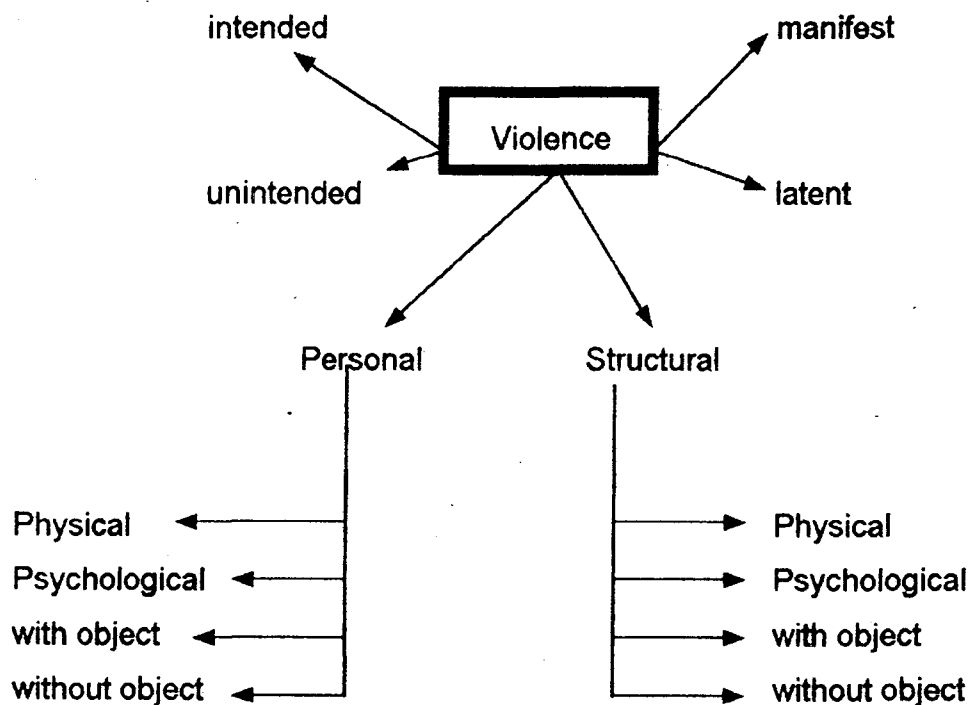 intended
manifest
Violence
unintended
latent
Personal
Structural
Physical
Psychological
with object
without object
Physical
Psychological
with object
without object